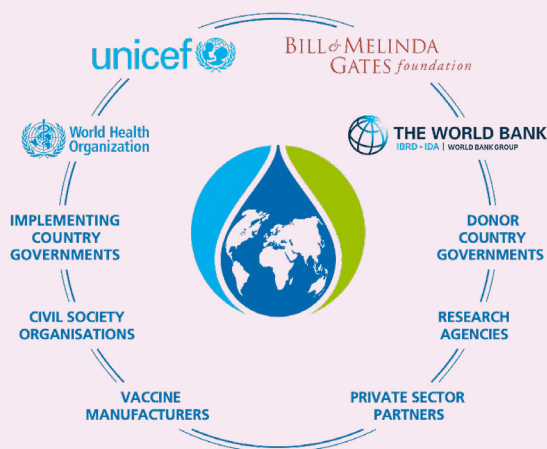 unicef
BILL & MELINDA
GATES foundation
World Health
Organization
THE WORLD BANK
IBRD • IDA | WORLD BANK GROUP
IMPLEMENTING
COUNTRY
GOVERNMENTS
DONOR
COUNTRY
GOVERNMENTS
CIVIL SOCIETY
ORGANISATIONS
RESEARCH
AGENCIES
VACCINE
MANUFACTURERS
PRIVATE SECTOR
PARTNERS